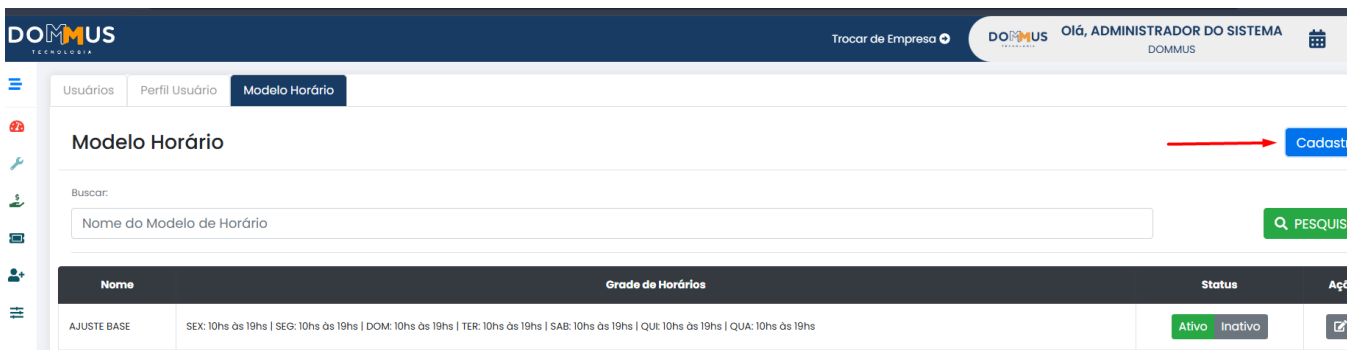 DOMMUS
TECNOLOGIA
Trocar de Empresa
DOMMUS
Olá, ADMINISTRADOR DO SISTEMA
DOMMUS
Usuários
Perfil Usuário
Modelo Horário
Modelo Horário
Cadastr
Buscar:
Nome do Modelo de Horário
PESQUIS
Nome
Grade de Horários
Status
Açõ
AJUSTE BASE
SEX: 10hs às 19hs | SEG: 10hs às 19hs | DOM: 10hs às 19hs | TER: 10hs às 19hs | SAB: 10hs às 19hs | QUI: 10hs às 19hs | QUA: 10hs às 19hs
Ativo
Inativo